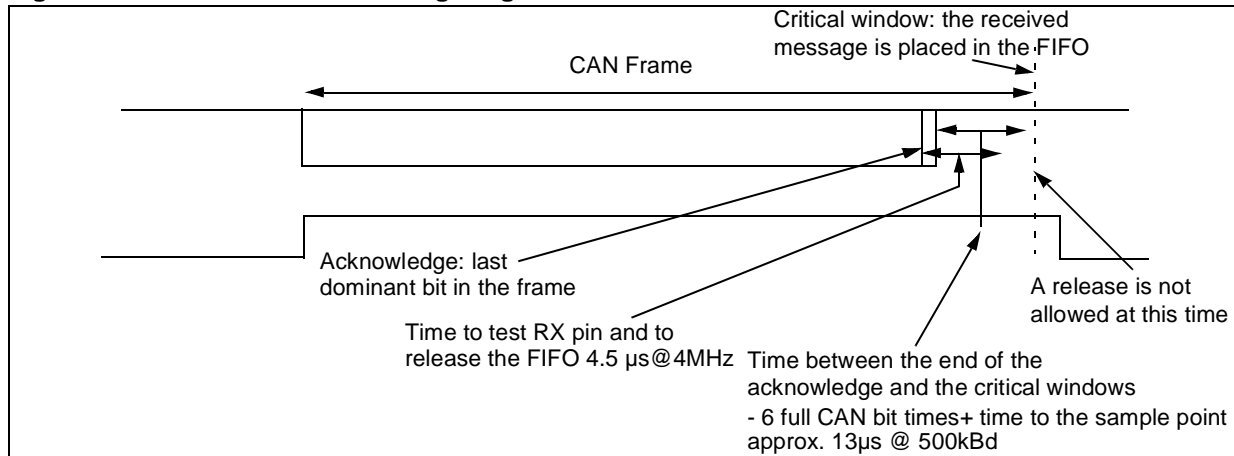 Critical window: the received
message is placed in the FIFO
CAN Frame
Acknowledge: last
dominant bit in the frame
A release is not
allowed at this time
Time to test RX pin and to
release the FIFO 4.5 µs@4MHz
Time between the end of the
acknowledge and the critical windows
- 6 full CAN bit times+ time to the sample point
approx. 13µs @ 500kBd